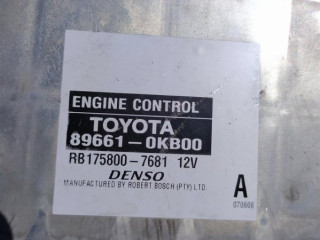 ENGINE CONTROL
TOYOTA
89661-0KB00
RB175800-7681 12V
DENSO
MANUFACTURED BY ROBERT BOSCH (PTY) LTD.
A
070808